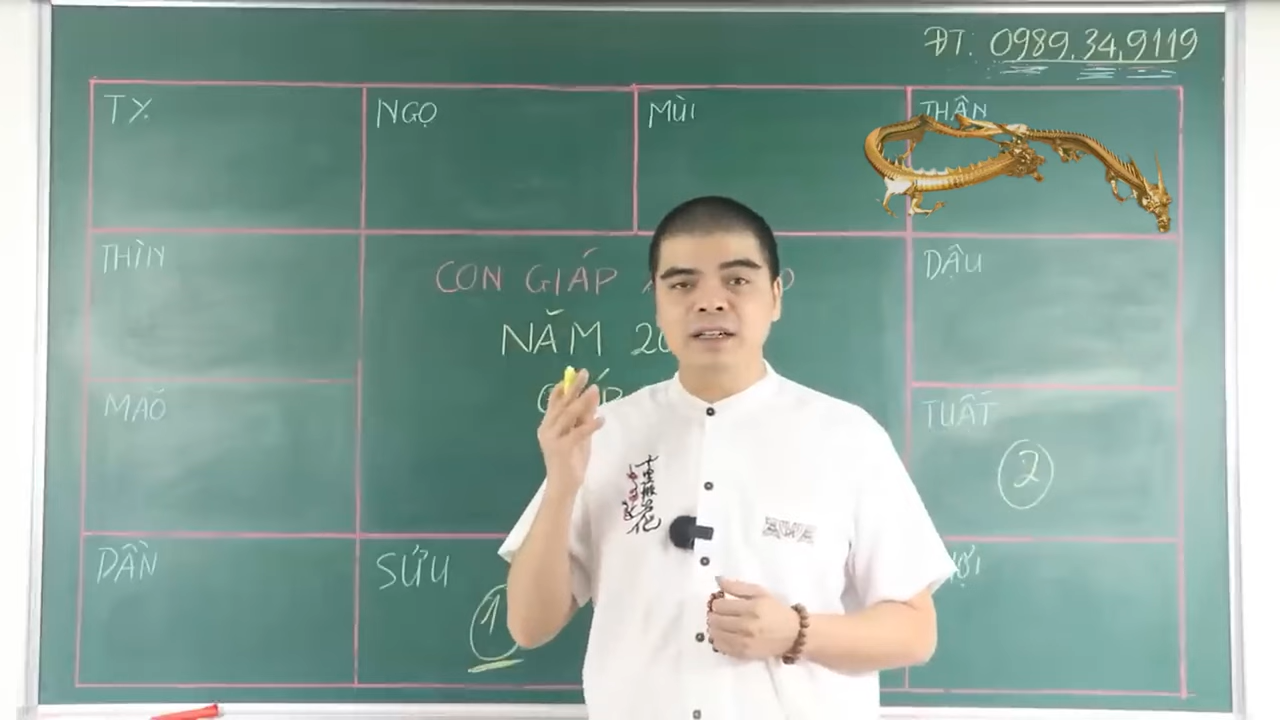 ĐT: 0989.34.9119
TỴ
NGỌ
MÙI
THÂN
THÌN
CON GIÁP
DẬU
NĂM 20
MÃO
TUẤT
2
DẦN
SỬU
1